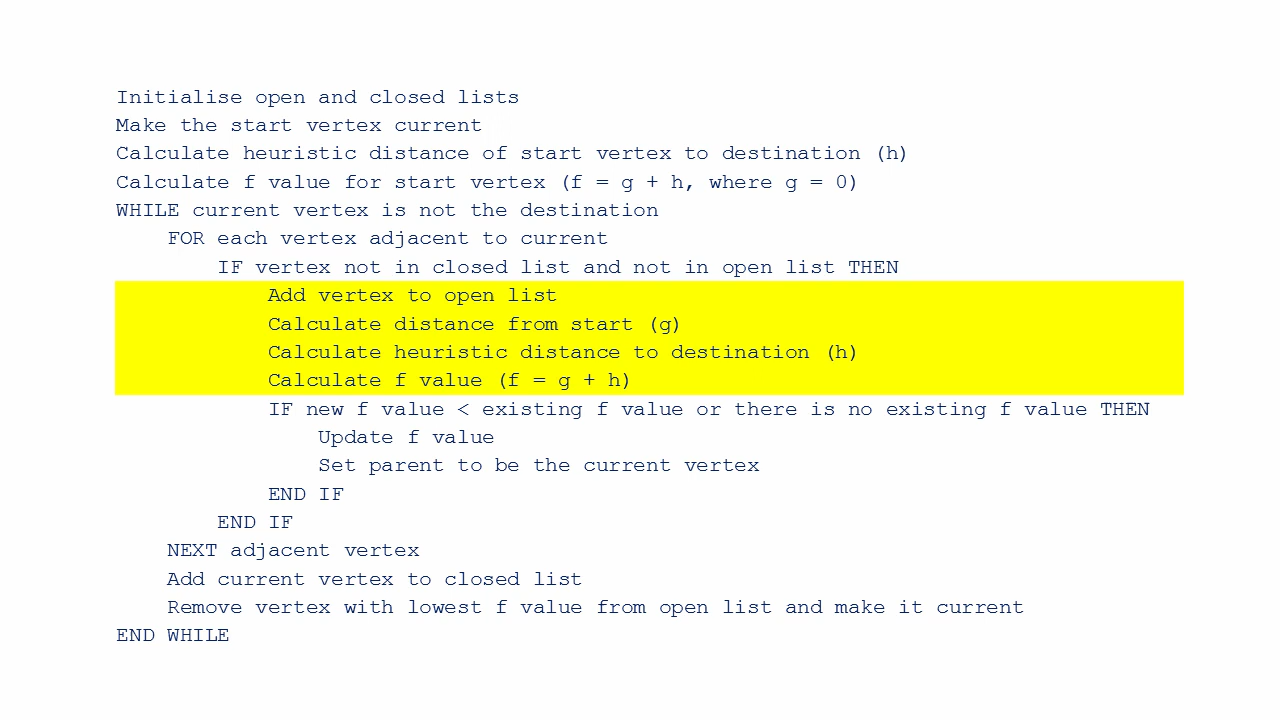 Initialise open and closed lists
Make the start vertex current
Calculate heuristic distance of start vertex to destination (h)
Calculate f value for start vertex (f = g + h, where g = 0)
WHILE current vertex is not the destination
    FOR each vertex adjacent to current
        IF vertex not in closed list and not in open list THEN
            Add vertex to open list
            Calculate distance from start (g)
            Calculate heuristic distance to destination (h)
            Calculate f value (f = g + h)
            IF new f value < existing f value or there is no existing f value THEN
                Update f value
                Set parent to be the current vertex
            END IF
        END IF
    NEXT adjacent vertex
    Add current vertex to closed list
    Remove vertex with lowest f value from open list and make it current
END WHILE